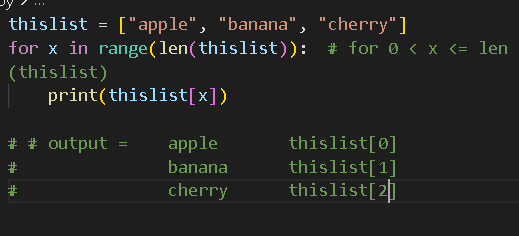 thislist = ["apple", "banana", "cherry"]
for x in range(len(thislist)):  # for 0 < x <= len
(thislist)
    print(thislist[x])
# # output =    apple       thislist[0]
#               banana      thislist[1]
#               cherry      thislist[2]